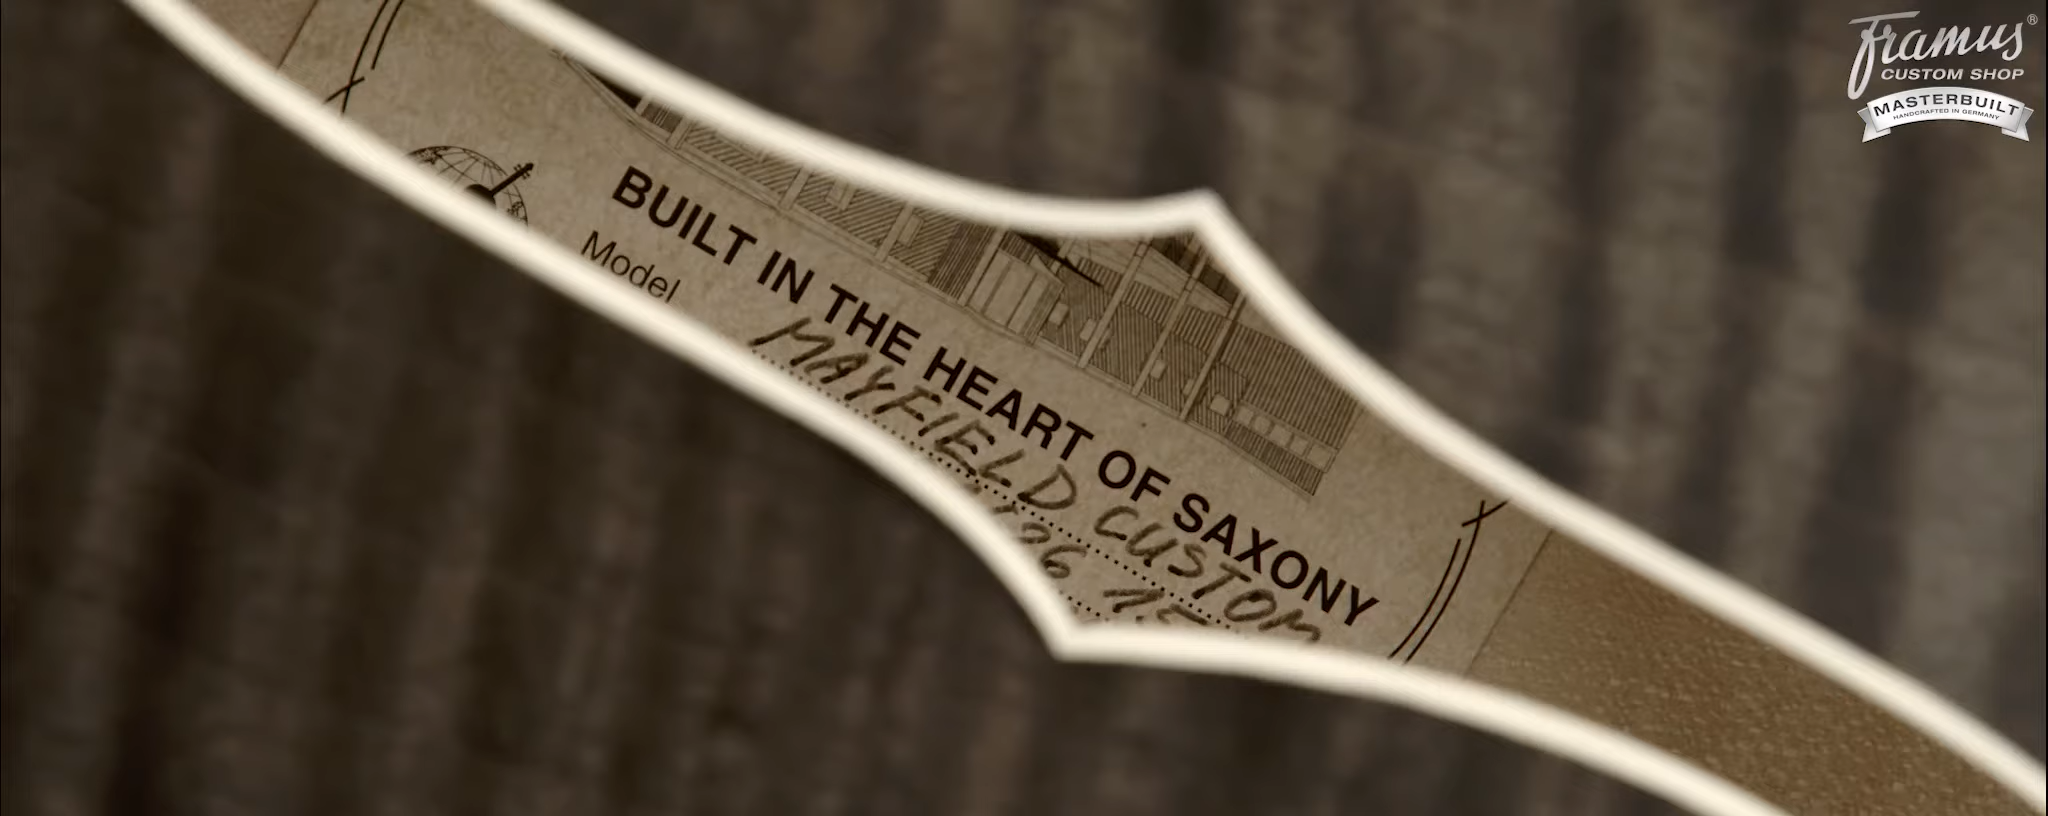 BUILT IN THE HEART OF SAXONY
Model
MAYFIELD CUSTOM
Framus®
CUSTOM SHOP
MASTERBUILT
HANDCRAFTED IN GERMANY